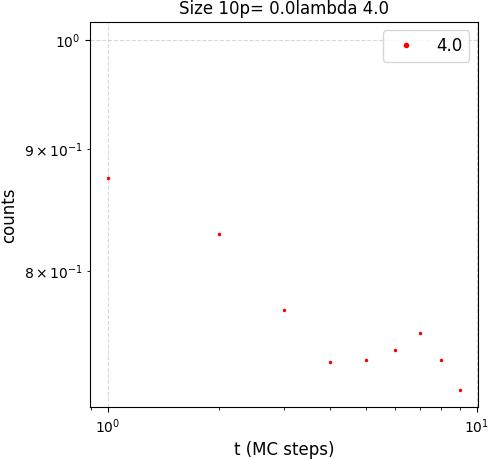 Size 10p= 0.0lambda 4.0
10⁰
4.0
9 × 10⁻¹
counts
8 × 10⁻¹
10⁰
10¹
t (MC steps)